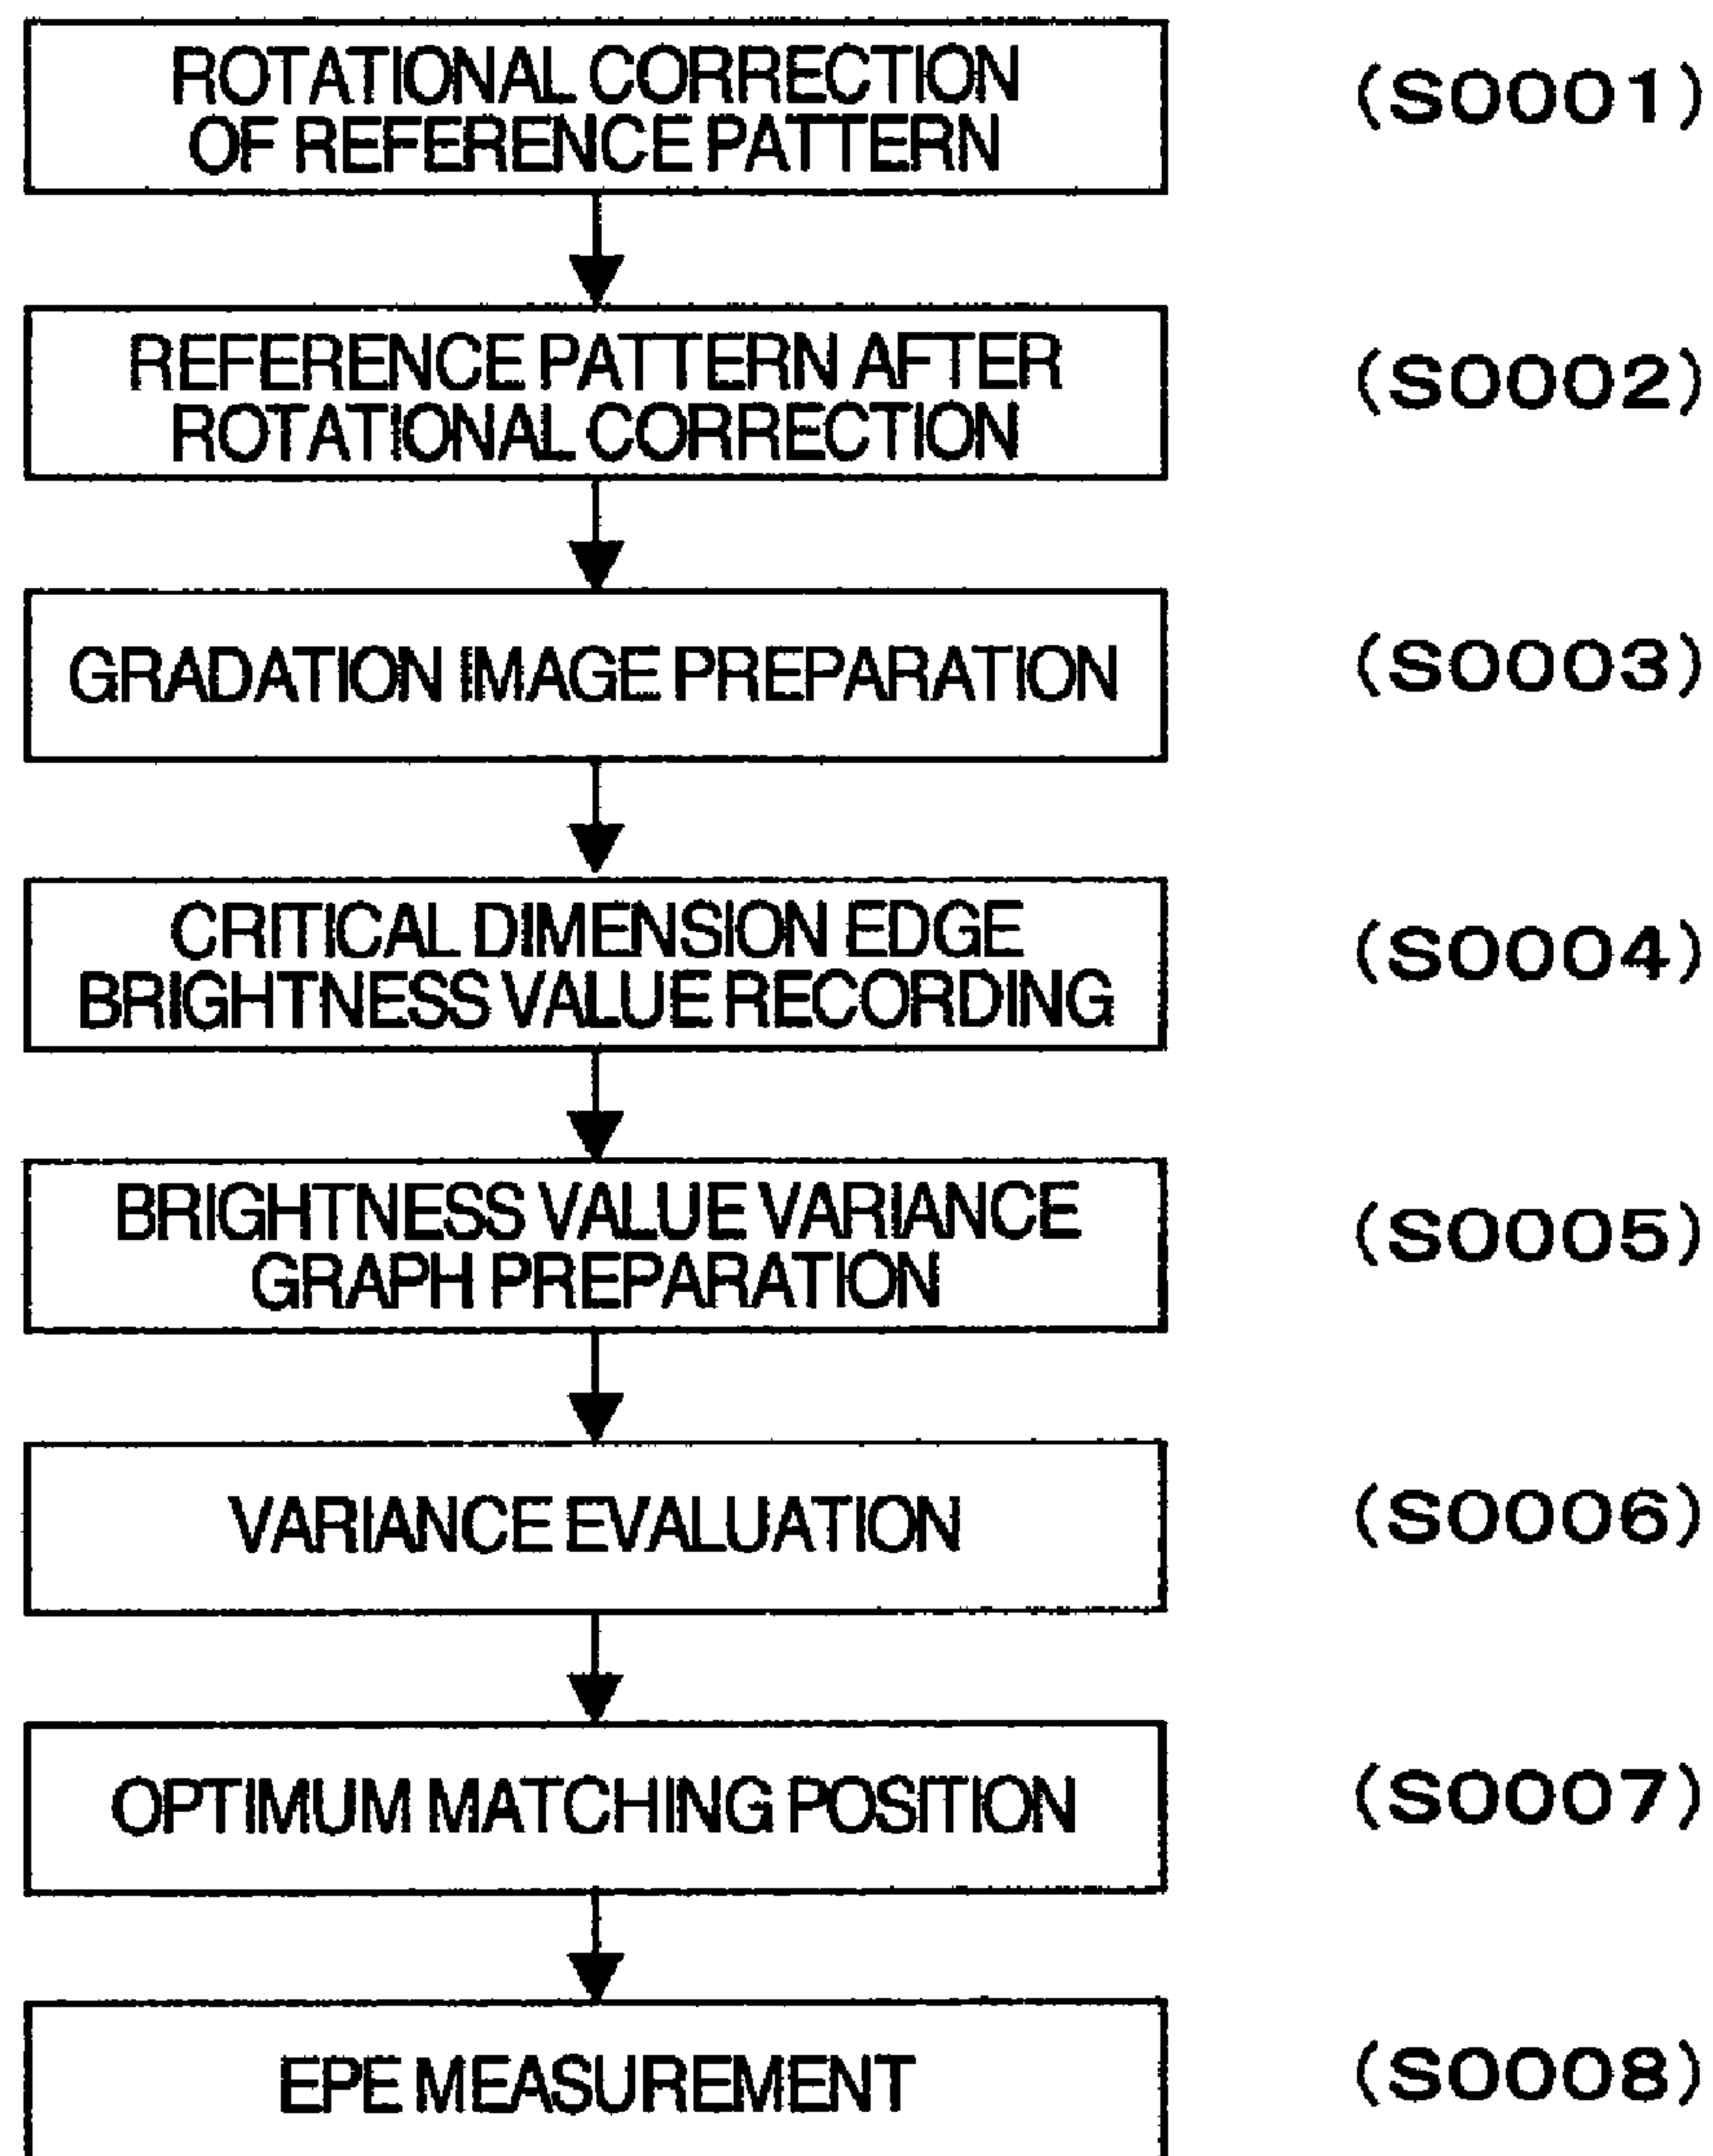 ROTATIONAL CORRECTION
OF REFERENCE PATTERN
(S0001)
REFERENCE PATTERN AFTER
ROTATIONAL CORRECTION
(S0002)
GRADATION IMAGE PREPARATION
(S0003)
CRITICAL DIMENSION EDGE
BRIGHTNESS VALUE RECORDING
(S0004)
BRIGHTNESS VALUE VARIANCE
GRAPH PREPARATION
(S0005)
VARIANCE EVALUATION
(S0006)
OPTIMUM MATCHING POSITION
(S0007)
EPE MEASUREMENT
(S0008)